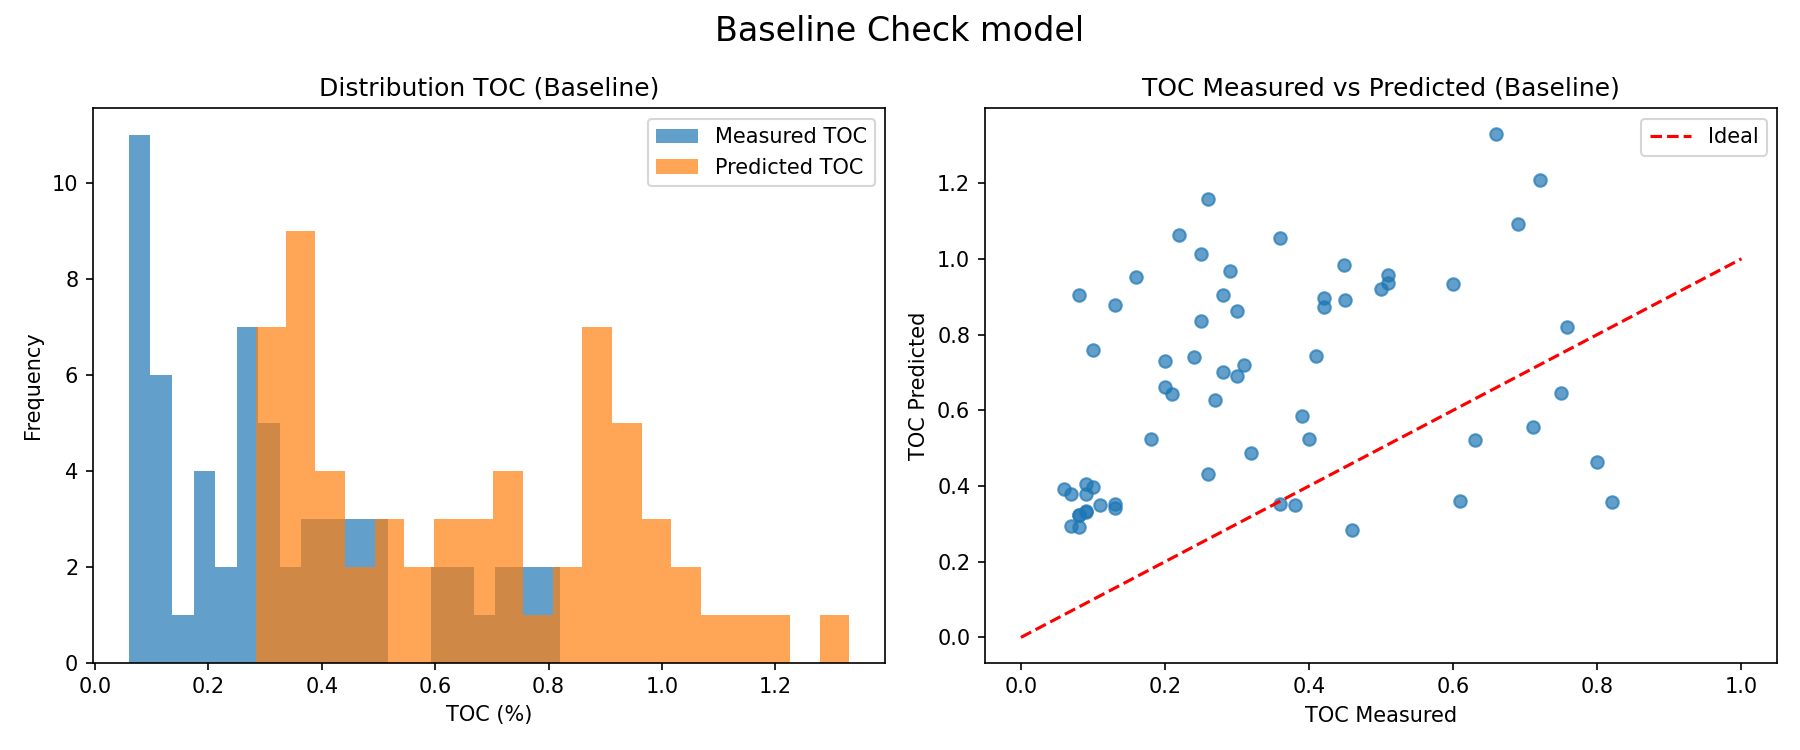 Baseline Check model
Distribution TOC (Baseline)
Measured TOC
Predicted TOC
Frequency
10
8
6
4
2
0
0.0 0.2 0.4 0.6 0.8 1.0 1.2
TOC (%)
TOC Measured vs Predicted (Baseline)
Ideal
TOC Predicted
1.2
1.0
0.8
0.6
0.4
0.2
0.0
0.0 0.2 0.4 0.6 0.8 1.0
TOC Measured